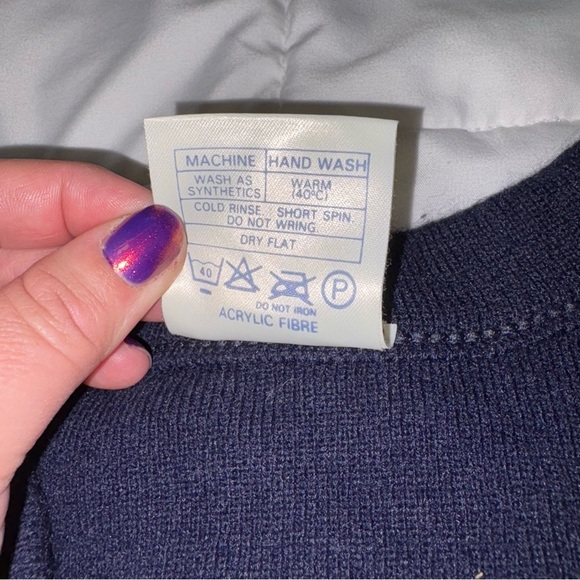 MACHINE HAND WASH
WASH AS SYNTHETICS WARM (40ºC)
COLD RINSE. SHORT SPIN.
DO NOT WRING.
DRY FLAT
40 P
DO NOT IRON
ACRYLIC FIBRE